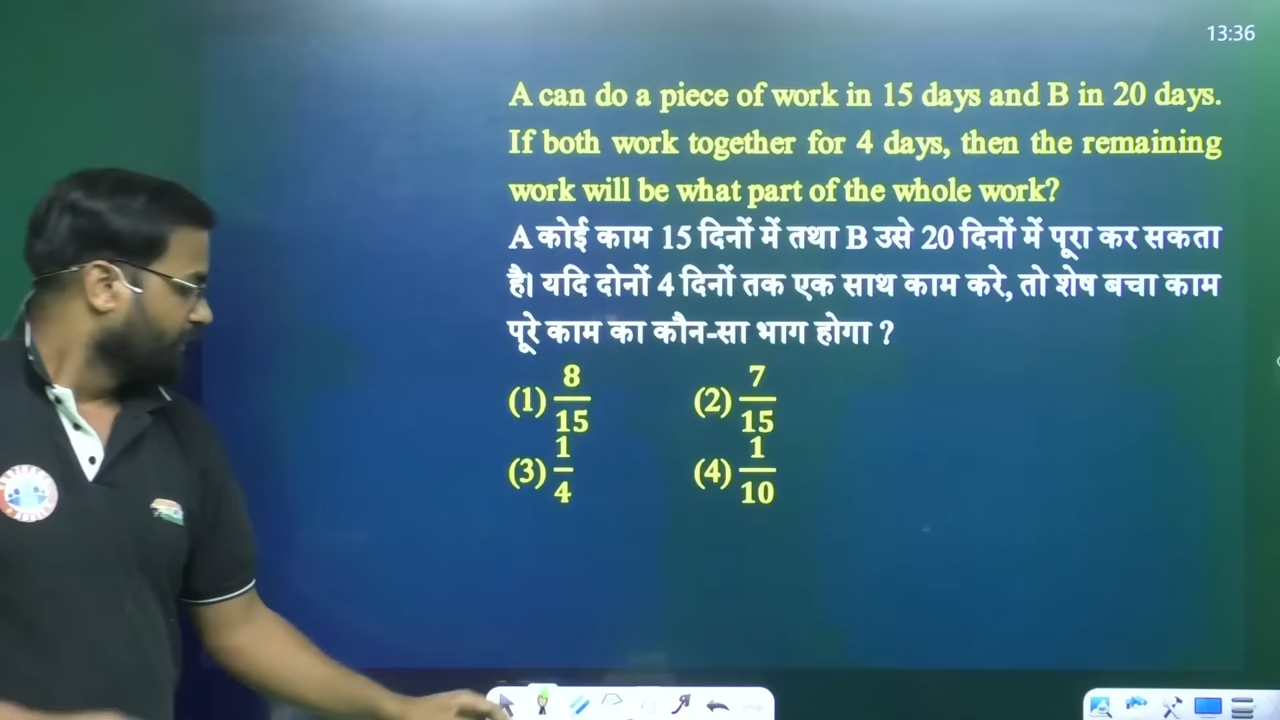 13:36
A can do a piece of work in 15 days and B in 20 days.
If both work together for 4 days, then the remaining
work will be what part of the whole work?
A कोई काम 15 दिनों में तथा B उसे 20 दिनों में पूरा कर सकता
है। यदि दोनों 4 दिनों तक एक साथ काम करे, तो शेष बचा काम
पूरे काम का कौन-सा भाग होगा ?
(1) 8/15 (2) 7/15
(3) 1/4 (4) 1/10